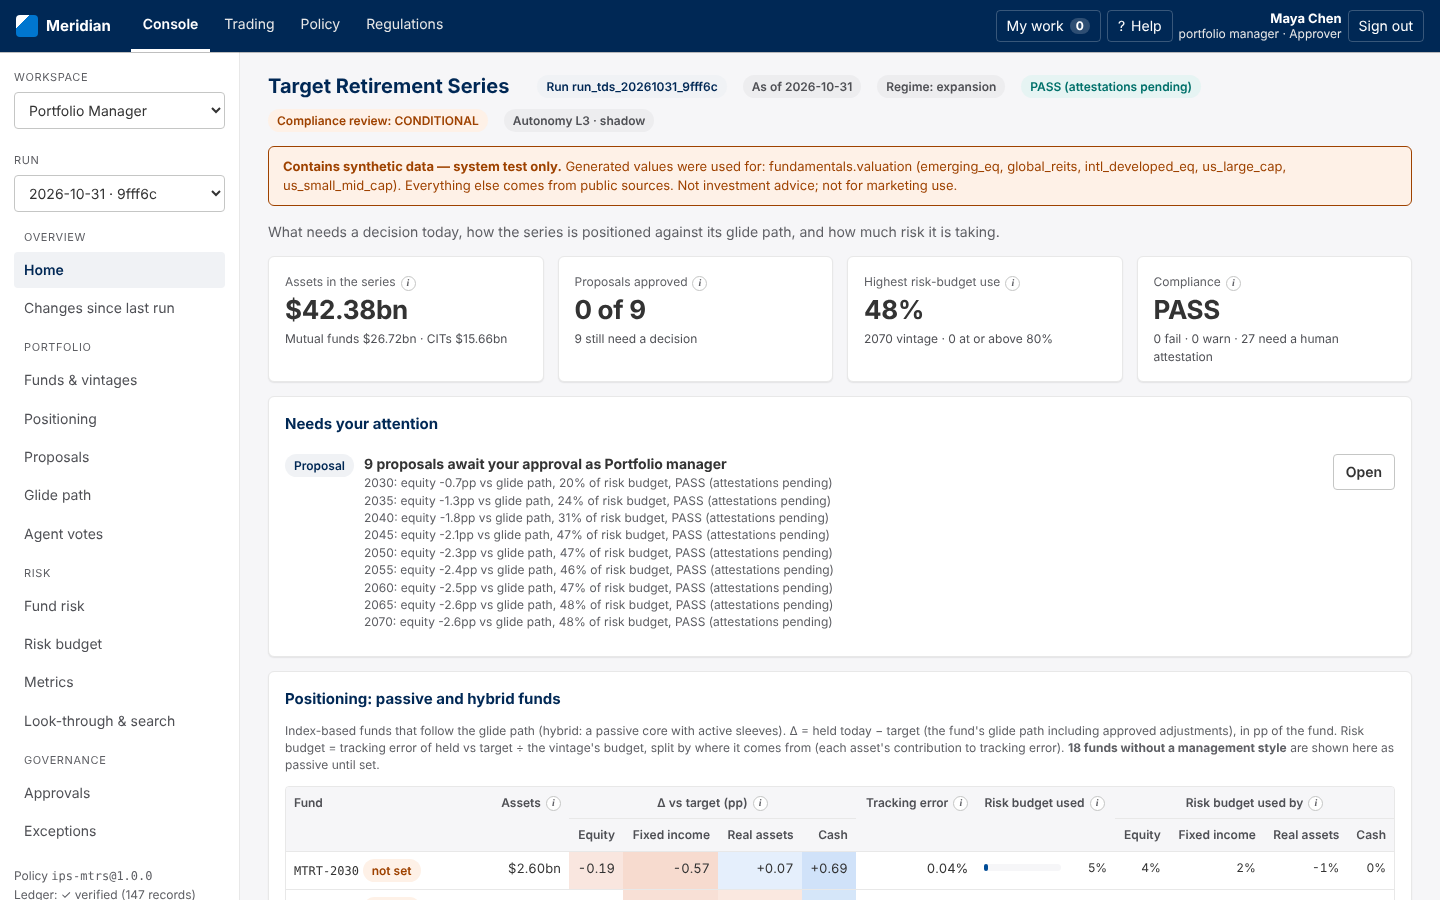 Meridian
Console Trading Policy Regulations
My work 0
? Help
Maya Chen
portfolio manager · Approver
Sign out
WORKSPACE
Portfolio Manager
RUN
2026-10-31 · 9fff6c
OVERVIEW
Home
Changes since last run
PORTFOLIO
Funds & vintages
Positioning
Proposals
Glide path
Agent votes
RISK
Fund risk
Risk budget
Metrics
Look-through & search
GOVERNANCE
Approvals
Exceptions
Policy ips-mtrs@1.0.0
Ledger: ✓ verified (147 records)
Target Retirement Series Run run_tds_20261031_9fff6c As of 2026-10-31 Regime: expansion PASS (attestations pending)
Compliance review: CONDITIONAL Autonomy L3 · shadow
Contains synthetic data — system test only. Generated values were used for: fundamentals.valuation (emerging_eq, global_reits, intl_developed_eq, us_large_cap,
us_small_mid_cap). Everything else comes from public sources. Not investment advice; not for marketing use.
What needs a decision today, how the series is positioned against its glide path, and how much risk it is taking.
Assets in the series i
$42.38bn
Mutual funds $26.72bn · CITs $15.66bn
Proposals approved i
0 of 9
9 still need a decision
Highest risk-budget use i
48%
2070 vintage · 0 at or above 80%
Compliance i
PASS
0 fail · 0 warn · 27 need a human
attestation
Needs your attention
Proposal 9 proposals await your approval as Portfolio manager
Open
2030: equity -0.7pp vs glide path, 20% of risk budget, PASS (attestations pending)
2035: equity -1.3pp vs glide path, 24% of risk budget, PASS (attestations pending)
2040: equity -1.8pp vs glide path, 31% of risk budget, PASS (attestations pending)
2045: equity -2.1pp vs glide path, 47% of risk budget, PASS (attestations pending)
2050: equity -2.3pp vs glide path, 47% of risk budget, PASS (attestations pending)
2055: equity -2.4pp vs glide path, 46% of risk budget, PASS (attestations pending)
2060: equity -2.5pp vs glide path, 47% of risk budget, PASS (attestations pending)
2065: equity -2.6pp vs glide path, 48% of risk budget, PASS (attestations pending)
2070: equity -2.6pp vs glide path, 48% of risk budget, PASS (attestations pending)
Positioning: passive and hybrid funds
Index-based funds that follow the glide path (hybrid: a passive core with active sleeves). Δ = held today − target (the fund's glide path including approved adjustments), in pp of the fund. Risk
budget = tracking error of held vs target ÷ the vintage's budget, split by where it comes from (each asset's contribution to tracking error). 18 funds without a management style are shown here as
passive until set.
Fund Assets i Δ vs target (pp) i Tracking error i Risk budget used i Risk budget used by i
Equity Fixed income Real assets Cash Equity Fixed income Real assets Cash
MTRT-2030 not set $2.60bn -0.19 -0.57 +0.07 +0.69 0.04% 5% 4% 2% -1% 0%